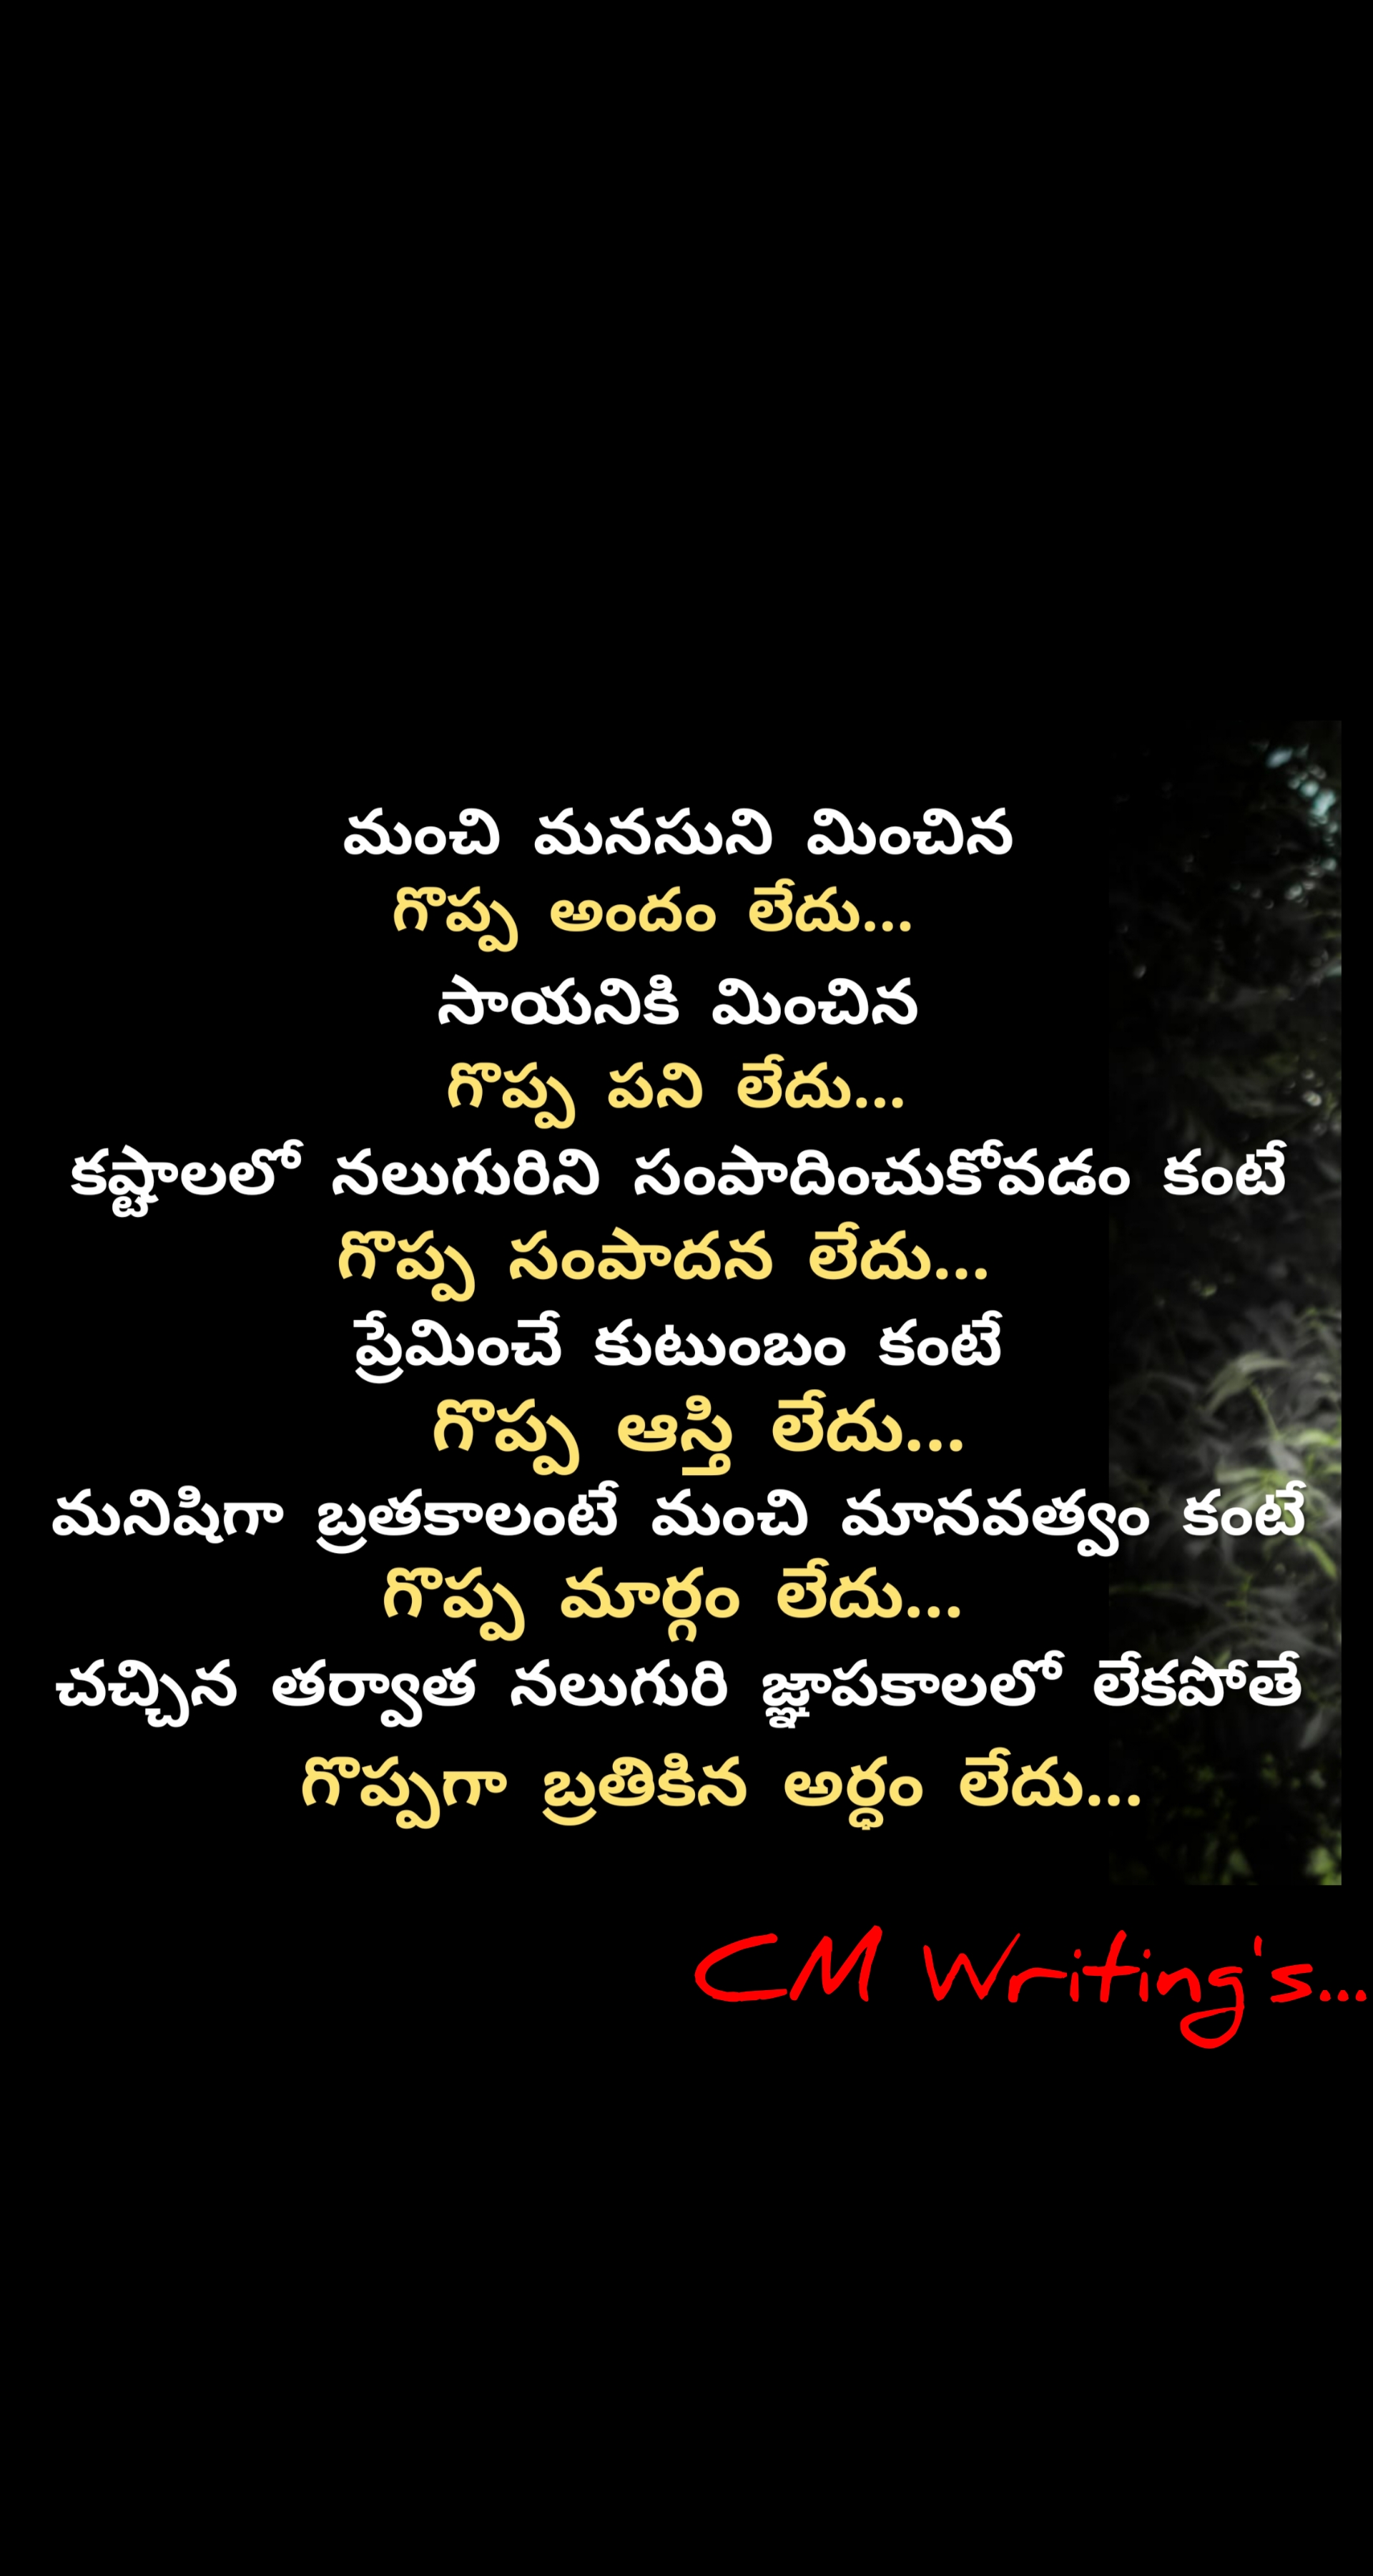 మంచి మనసుని మించిన
గొప్ప అందం లేదు...
సాయనికి మించిన
గొప్ప పని లేదు...
కష్టాలలో నలుగురిని సంపాదించుకోవడం కంటే
గొప్ప సంపాదన లేదు...
ప్రేమించే కుటుంబం కంటే
గొప్ప ఆస్తి లేదు...
మనిషిగా బ్రతకాలంటే మంచి మానవత్వం కంటే
గొప్ప మార్గం లేదు...
చచ్చిన తర్వాత నలుగురి జ్ఞాపకాలలో లేకపోతే
గొప్పగా బ్రతికిన అర్ధం లేదు...
CM Writing's...